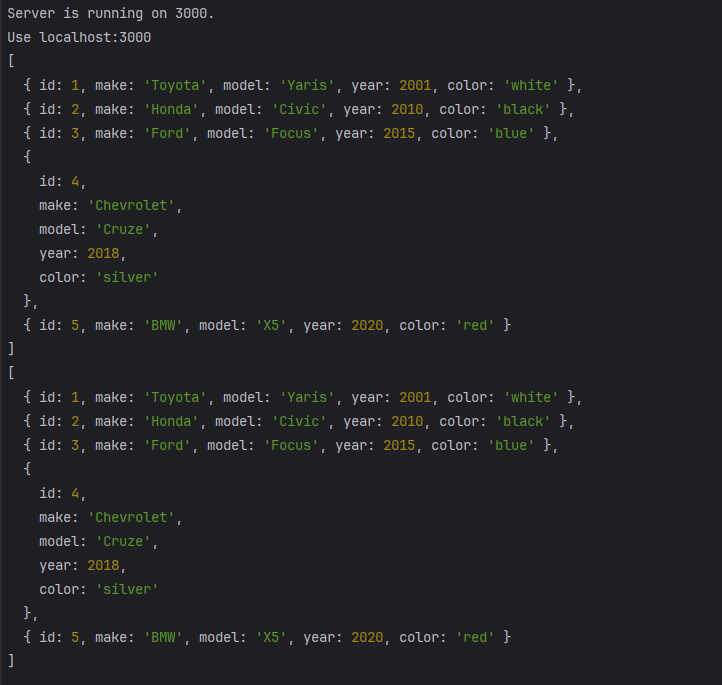 Server is running on 3000.
Use localhost:3000
[
  { id: 1, make: 'Toyota', model: 'Yaris', year: 2001, color: 'white' },
  { id: 2, make: 'Honda', model: 'Civic', year: 2010, color: 'black' },
  { id: 3, make: 'Ford', model: 'Focus', year: 2015, color: 'blue' },
  {
    id: 4,
    make: 'Chevrolet',
    model: 'Cruze',
    year: 2018,
    color: 'silver'
  },
  { id: 5, make: 'BMW', model: 'X5', year: 2020, color: 'red' }
]
[
  { id: 1, make: 'Toyota', model: 'Yaris', year: 2001, color: 'white' },
  { id: 2, make: 'Honda', model: 'Civic', year: 2010, color: 'black' },
  { id: 3, make: 'Ford', model: 'Focus', year: 2015, color: 'blue' },
  {
    id: 4,
    make: 'Chevrolet',
    model: 'Cruze',
    year: 2018,
    color: 'silver'
  },
  { id: 5, make: 'BMW', model: 'X5', year: 2020, color: 'red' }
]